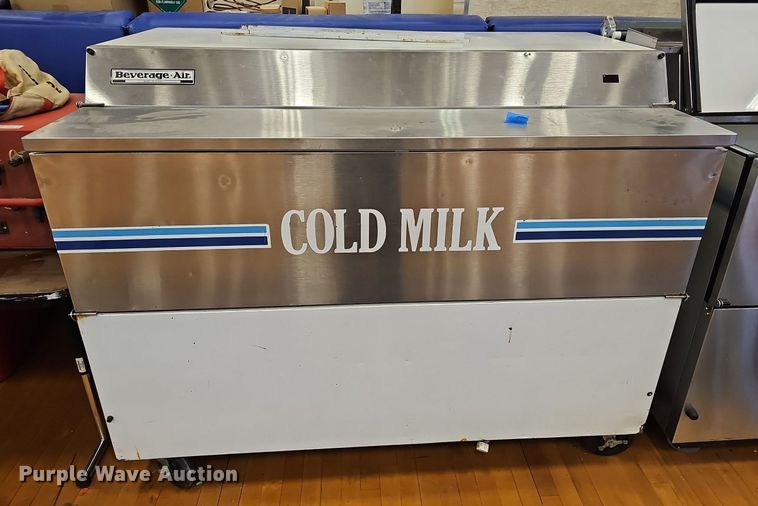 Beverage-Air
COLD MILK
Purple Wave Auction